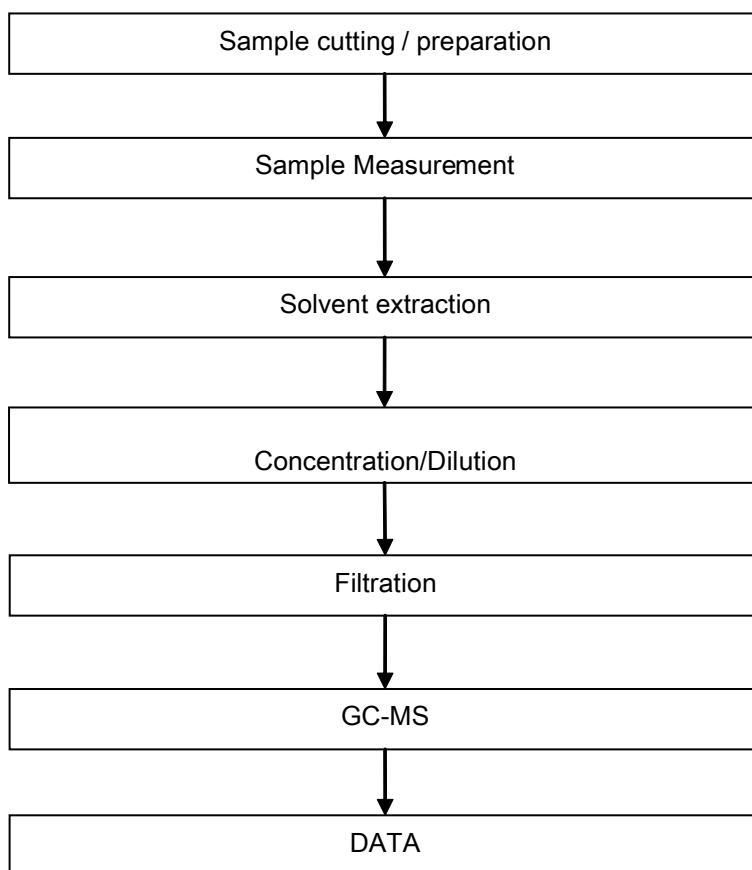 Sample cutting / preparation
Sample Measurement
Solvent extraction
Concentration/Dilution
Filtration
GC-MS
DATA